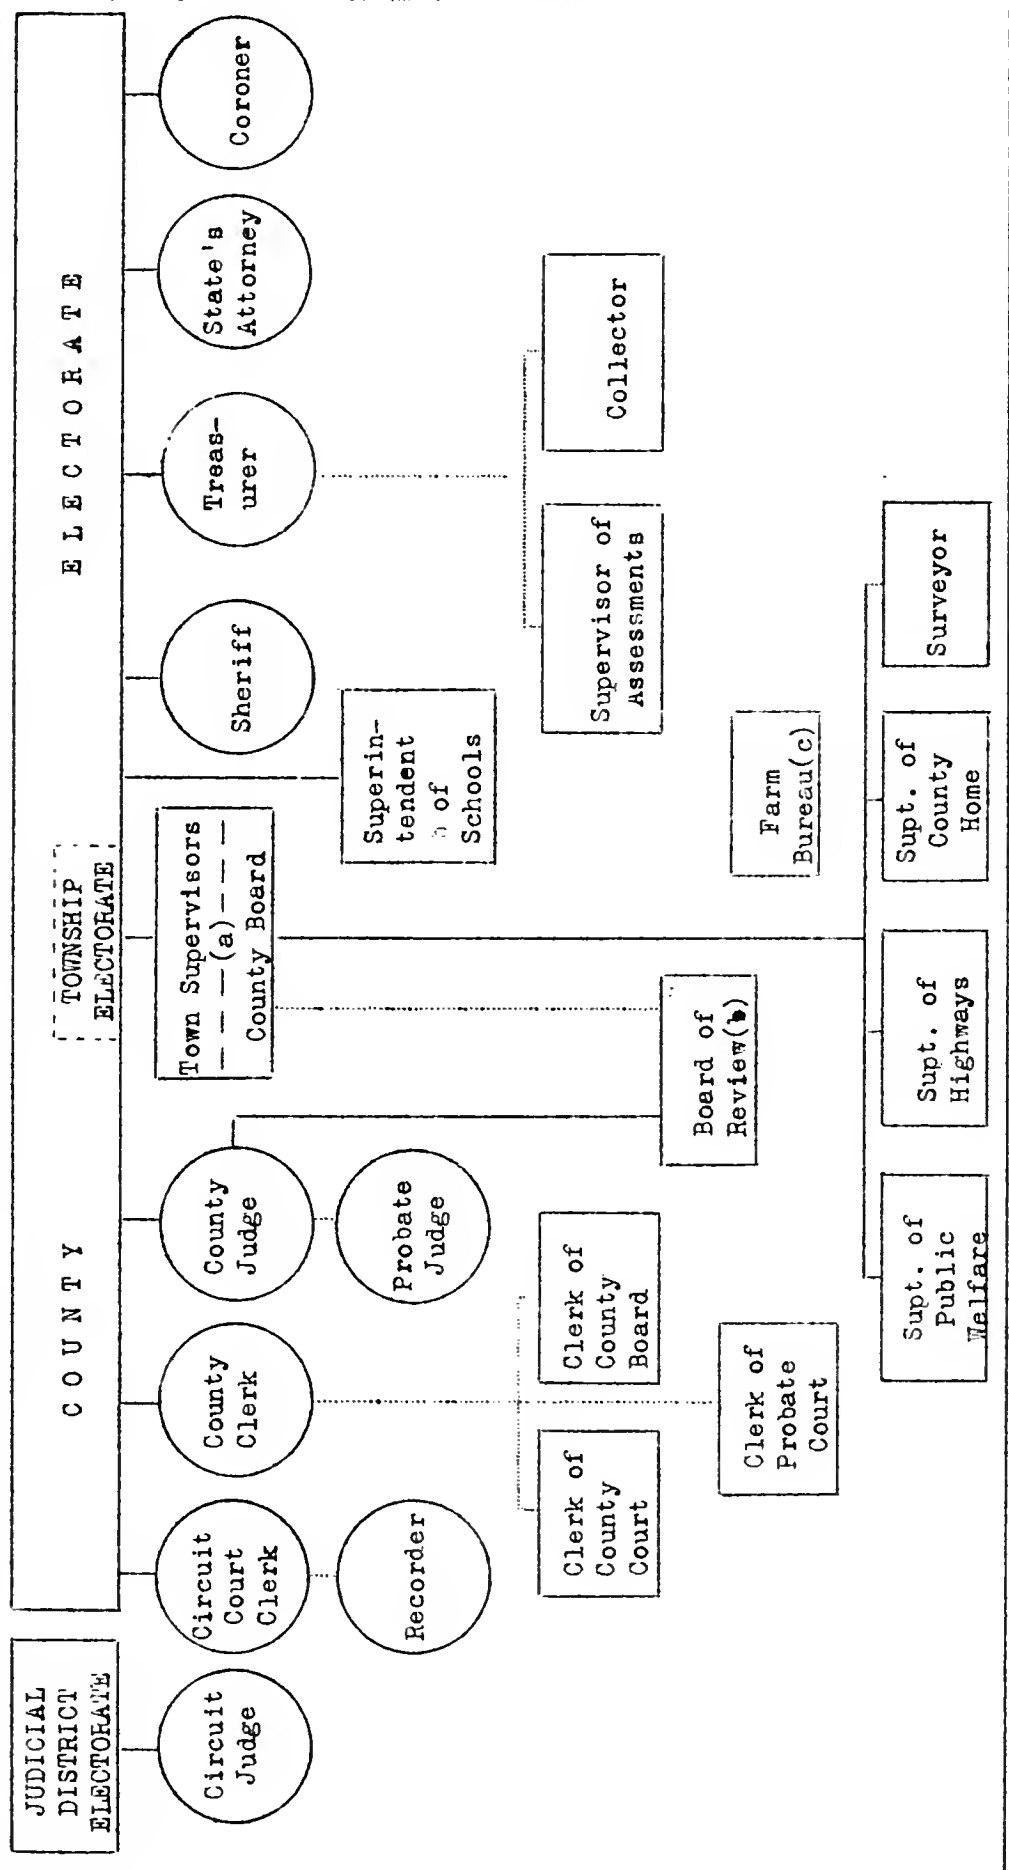 JUDICIAL
DISTRICT
ELECTORATE
COUNTY
TOWNSHIP
ELECTORATE
ELECTORATE
Circuit
Judge
Circuit
Court
Clerk
County
Clerk
County
Judge
Town Supervisors
(a)
County Board
Sheriff
Treas-
urer
State's
Attorney
Coroner
Recorder
Probate
Judge
Superin-
tendent
of
Schools
Clerk of
County
Court
Clerk of
County
Board
Supervisor of
Assessments
Collector
Clerk of
Probate
Court
Board of
Review(b)
Farm
Bureau(c)
Supt. of
Public
Welfare
Supt. of
Highways
Supt. of
County
Home
Surveyor